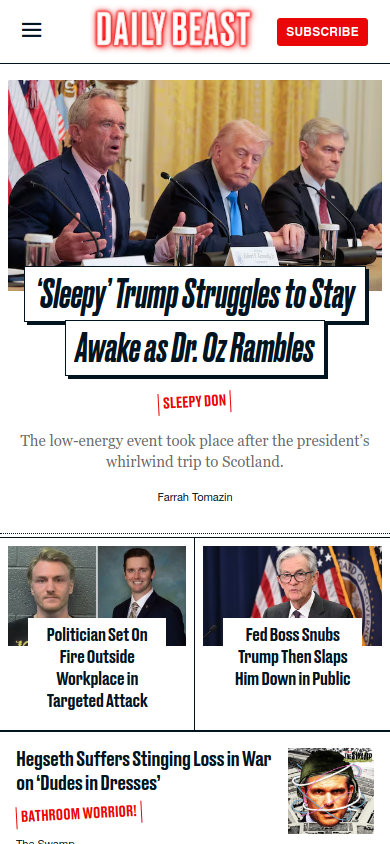 DAILY BEAST
SUBSCRIBE
‘Sleepy’ Trump Struggles to Stay
Awake as Dr. Oz Rambles
SLEEPY DON
The low-energy event took place after the president’s
whirlwind trip to Scotland.
Farrah Tomazin
Politician Set On
Fire Outside
Workplace in
Targeted Attack
Fed Boss Snubs
Trump Then Slaps
Him Down in Public
Hegseth Suffers Stinging Loss in War
on ‘Dudes in Dresses’
BATHROOM WORRIOR!
The Swamp